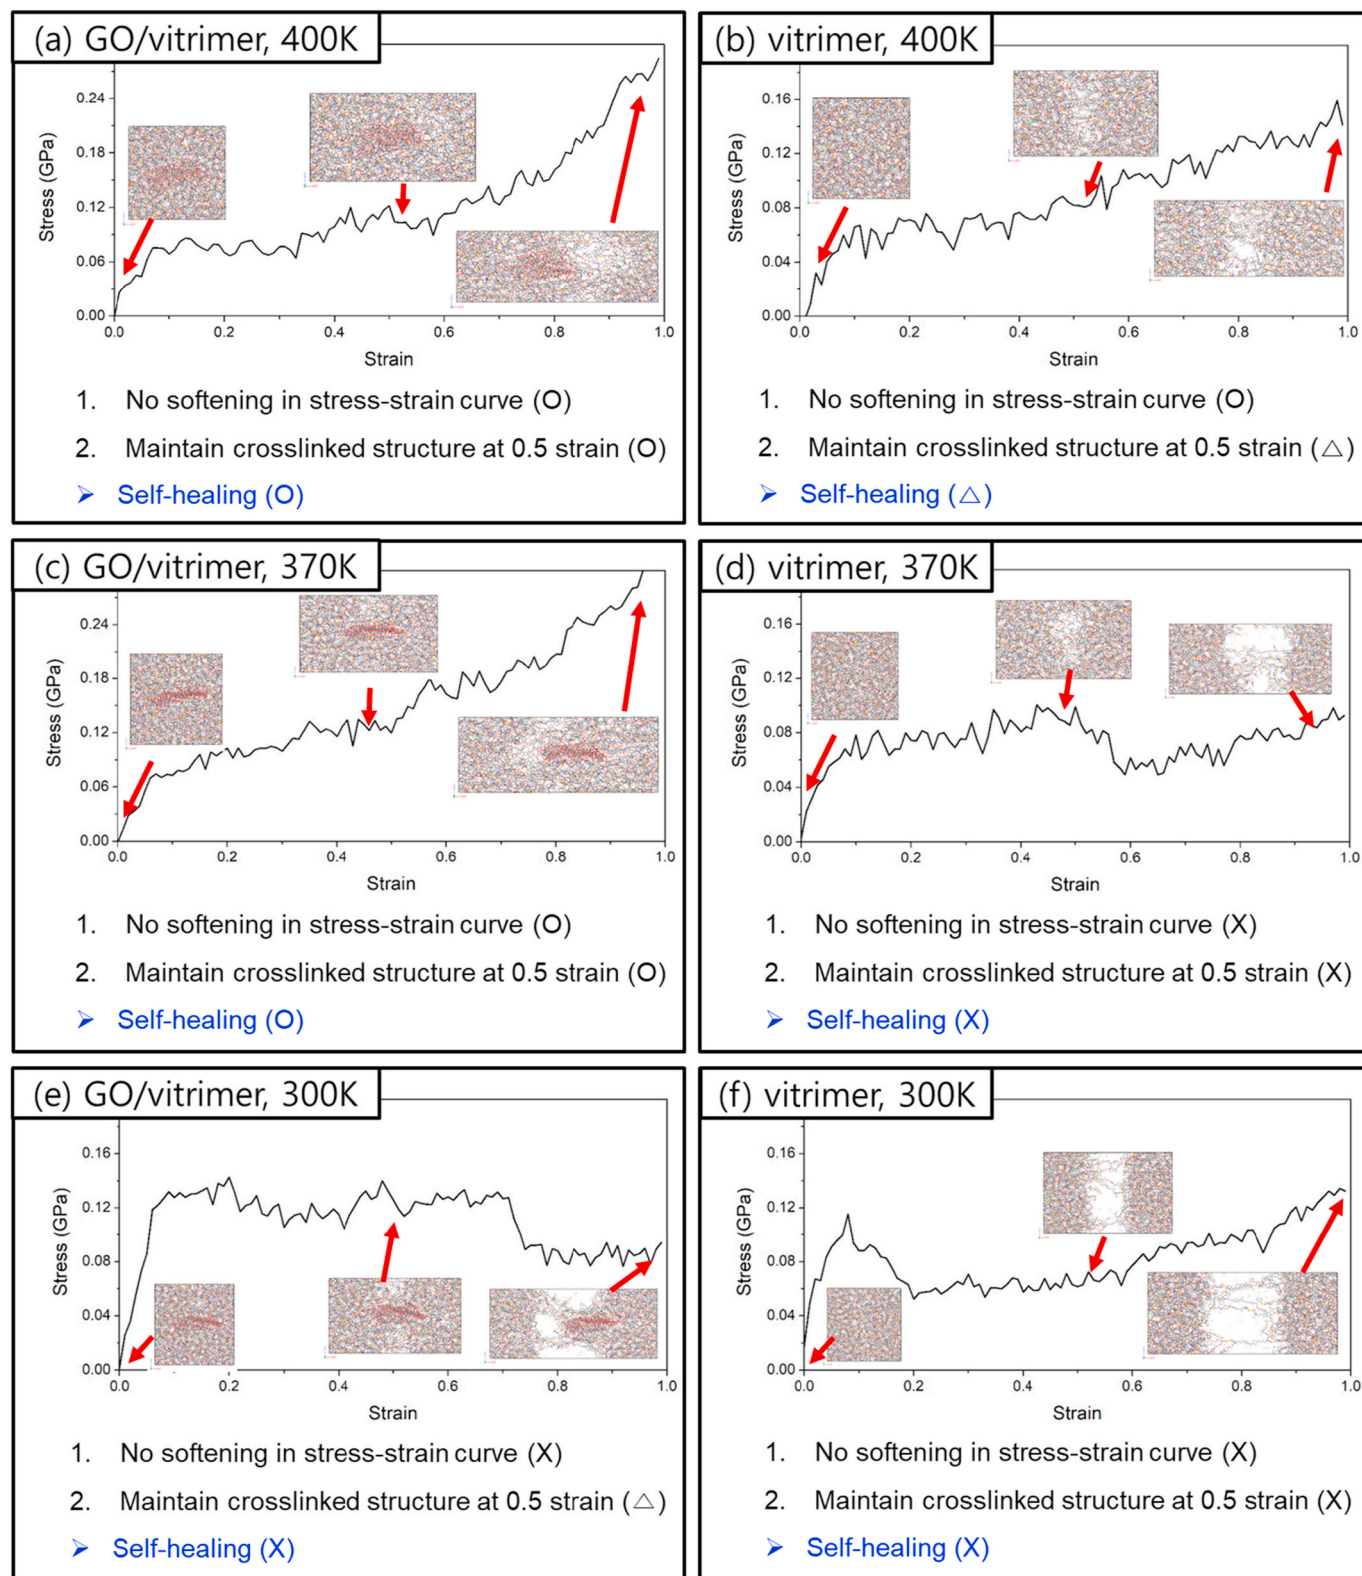 (a) GO/vitrimer, 400K
0.24
0.18
0.12
0.06
0.00
Stress (GPa)
0.0 0.2 0.4 0.6 0.8 1.0
Strain
1. No softening in stress-strain curve (O)
2. Maintain crosslinked structure at 0.5 strain (O)
➢ Self-healing (O)
(b) vitrimer, 400K
0.16
0.12
0.08
0.04
0.00
Stress (GPa)
0.0 0.2 0.4 0.6 0.8 1.0
Strain
1. No softening in stress-strain curve (O)
2. Maintain crosslinked structure at 0.5 strain (△)
➢ Self-healing (△)
(c) GO/vitrimer, 370K
0.24
0.18
0.12
0.06
0.00
Stress (GPa)
0.0 0.2 0.4 0.6 0.8 1.0
Strain
1. No softening in stress-strain curve (O)
2. Maintain crosslinked structure at 0.5 strain (O)
➢ Self-healing (O)
(d) vitrimer, 370K
0.16
0.12
0.08
0.04
0.00
Stress (GPa)
0.0 0.2 0.4 0.6 0.8 1.0
Strain
1. No softening in stress-strain curve (X)
2. Maintain crosslinked structure at 0.5 strain (X)
➢ Self-healing (X)
(e) GO/vitrimer, 300K
0.16
0.12
0.08
0.04
0.00
Stress (GPa)
0.0 0.2 0.4 0.6 0.8 1.0
Strain
1. No softening in stress-strain curve (X)
2. Maintain crosslinked structure at 0.5 strain (△)
➢ Self-healing (X)
(f) vitrimer, 300K
0.16
0.12
0.08
0.04
0.00
Stress (GPa)
0.0 0.2 0.4 0.6 0.8 1.0
Strain
1. No softening in stress-strain curve (X)
2. Maintain crosslinked structure at 0.5 strain (X)
➢ Self-healing (X)